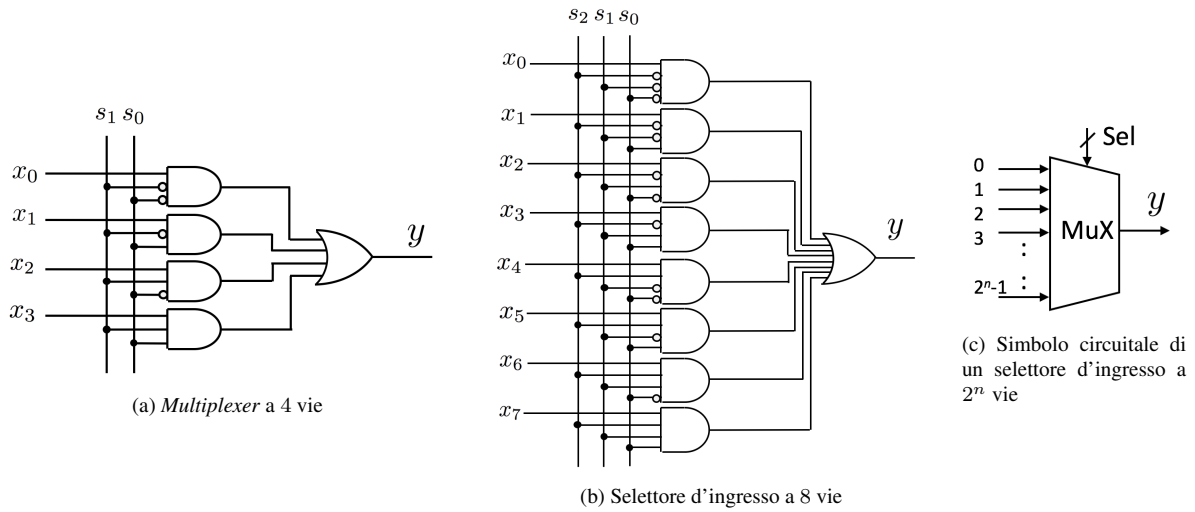 s₁ s₀
x₀
x₁
x₂
x₃
y
(a) Multiplexer a 4 vie
s₂ s₁ s₀
x₀
x₁
x₂
x₃
x₄
x₅
x₆
x₇
y
(b) Selettore d'ingresso a 8 vie
Sel
0
1
2
3
⋮
2ⁿ-1
MuX
y
(c) Simbolo circuitale di
un selettore d'ingresso a
2ⁿ vie